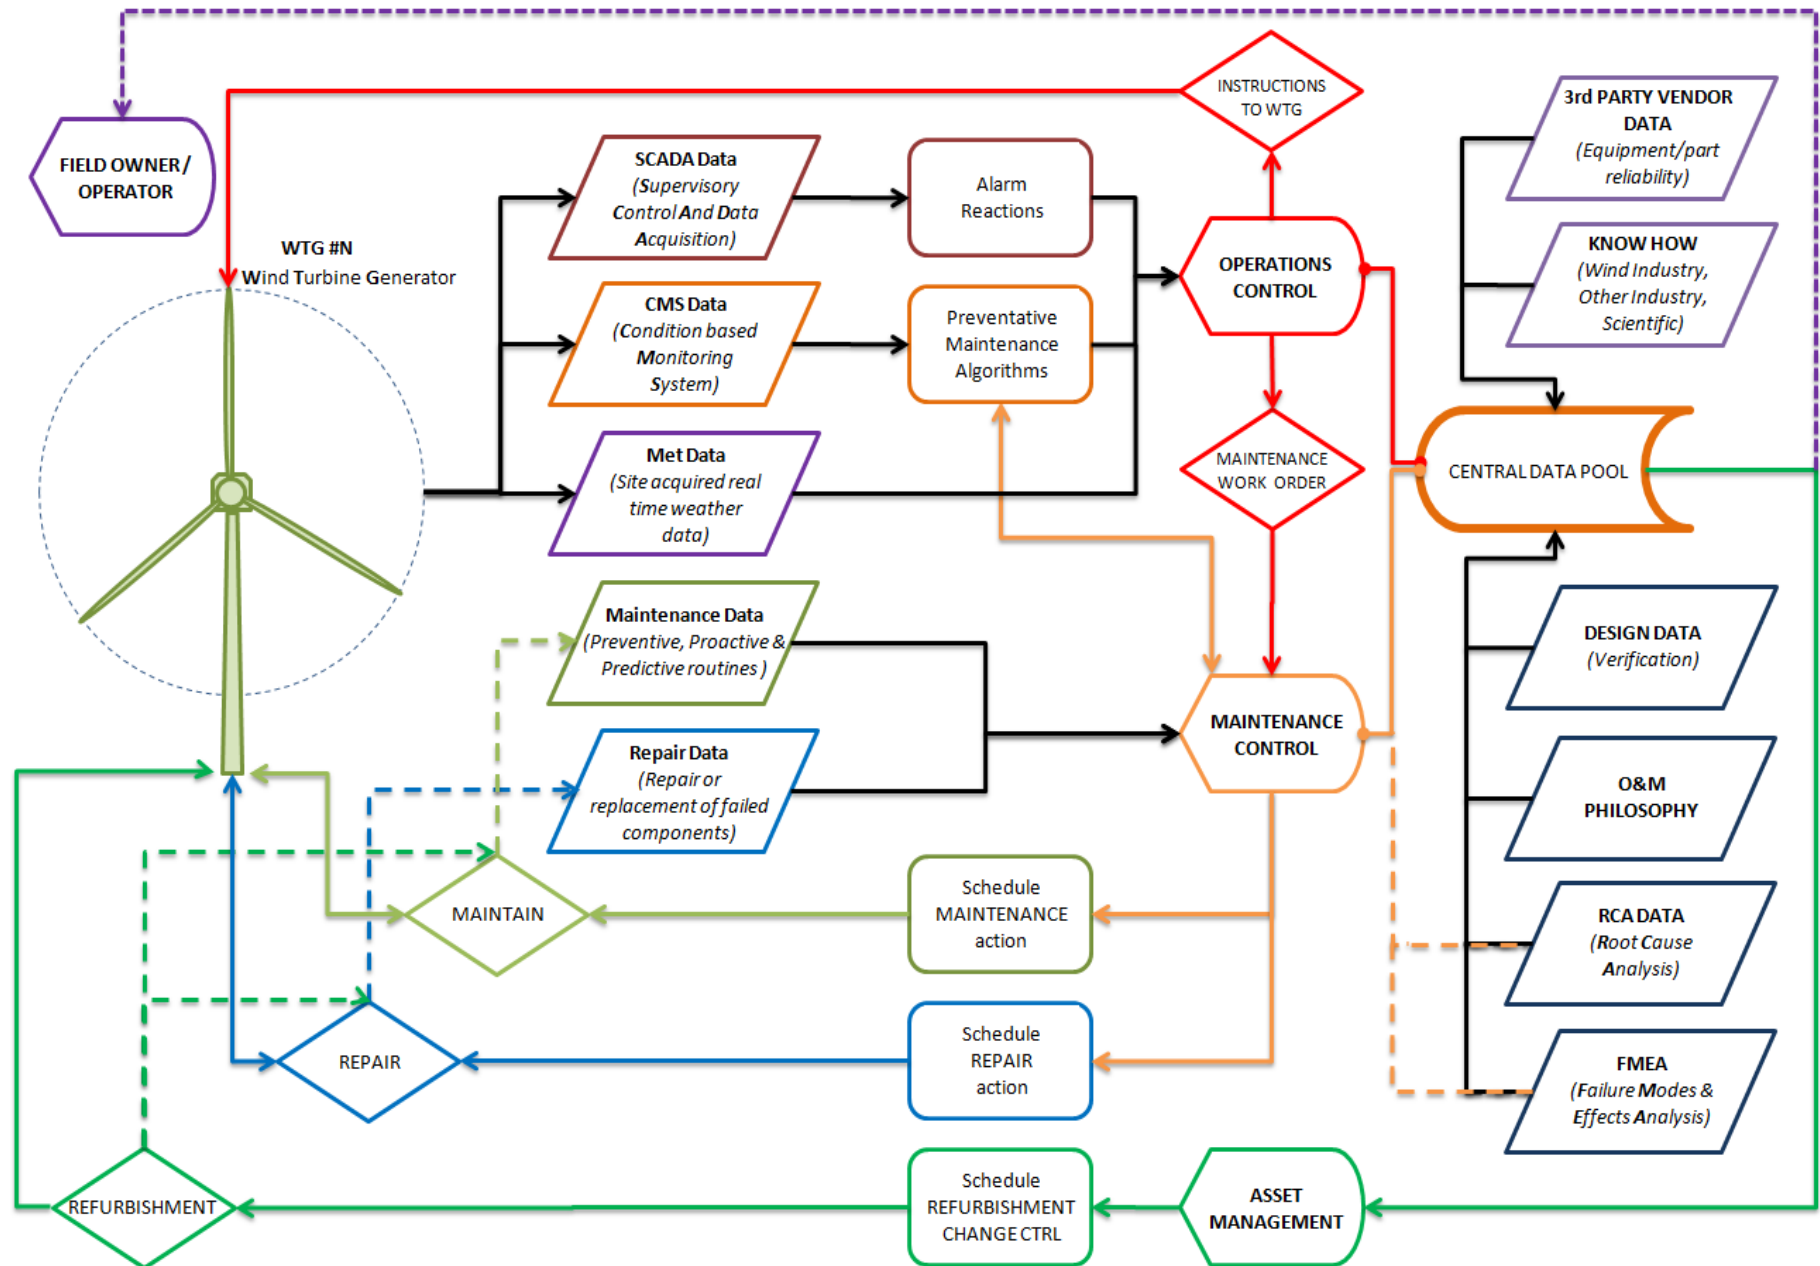 INSTRUCTIONS
TO WTG
3rd PARTY VENDOR
DATA
(Equipment/part
reliability)
FIELD OWNER /
OPERATOR
SCADA Data
(Supervisory
Control And Data
Acquisition)
Alarm
Reactions
WTG #N
Wind Turbine Generator
OPERATIONS
CONTROL
KNOW HOW
(Wind Industry,
Other Industry,
Scientific)
CMS Data
(Condition based
Monitoring
System)
Preventative
Maintenance
Algorithms
Met Data
(Site acquired real
time weather
data)
MAINTENANCE
WORK ORDER
CENTRAL DATA POOL
Maintenance Data
(Preventive, Proactive &
Predictive routines )
DESIGN DATA
(Verification)
MAINTENANCE
CONTROL
Repair Data
(Repair or
replacement of failed
components)
O&M
PHILOSOPHY
MAINTAIN
Schedule
MAINTENANCE
action
RCA DATA
(Root Cause
Analysis)
REPAIR
Schedule
REPAIR
action
FMEA
(Failure Modes &
Effects Analysis)
REFURBISHMENT
Schedule
REFURBISHMENT
CHANGE CTRL
ASSET
MANAGEMENT